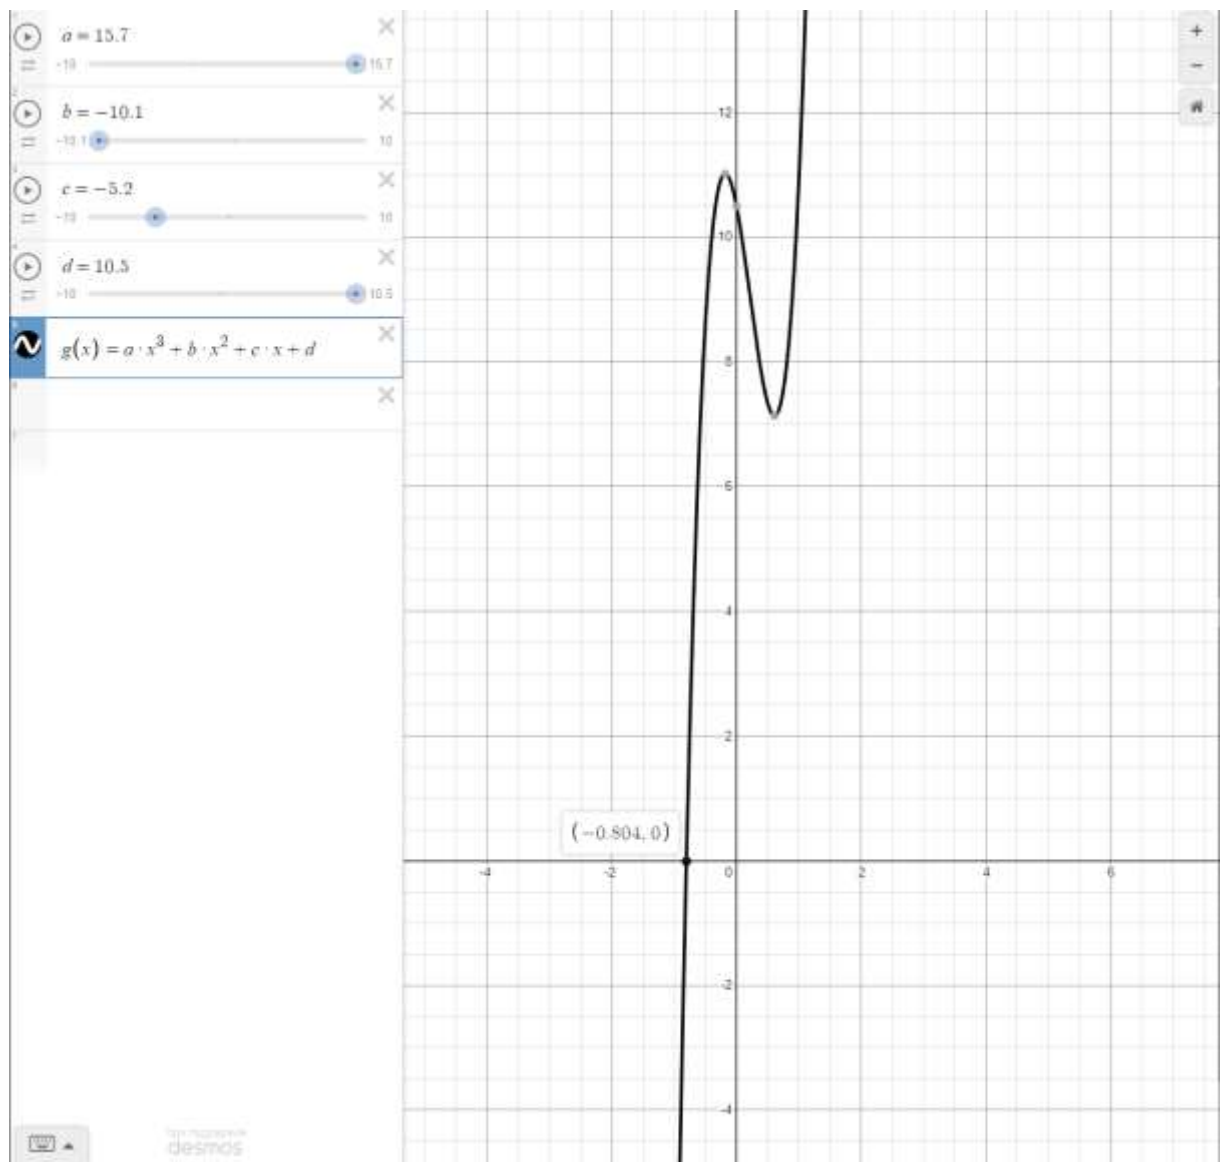 a = 15.7
-10 15.7
b = −10.1
-10.1 10
c = −5.2
-10 10
d = 10.5
-10 10.5
g(x) = a · x³ + b · x² + c · x + d
12
10
8
6
4
2
(−0.804, 0)
-4 -2 0 2 4 6
-2
-4
desmos